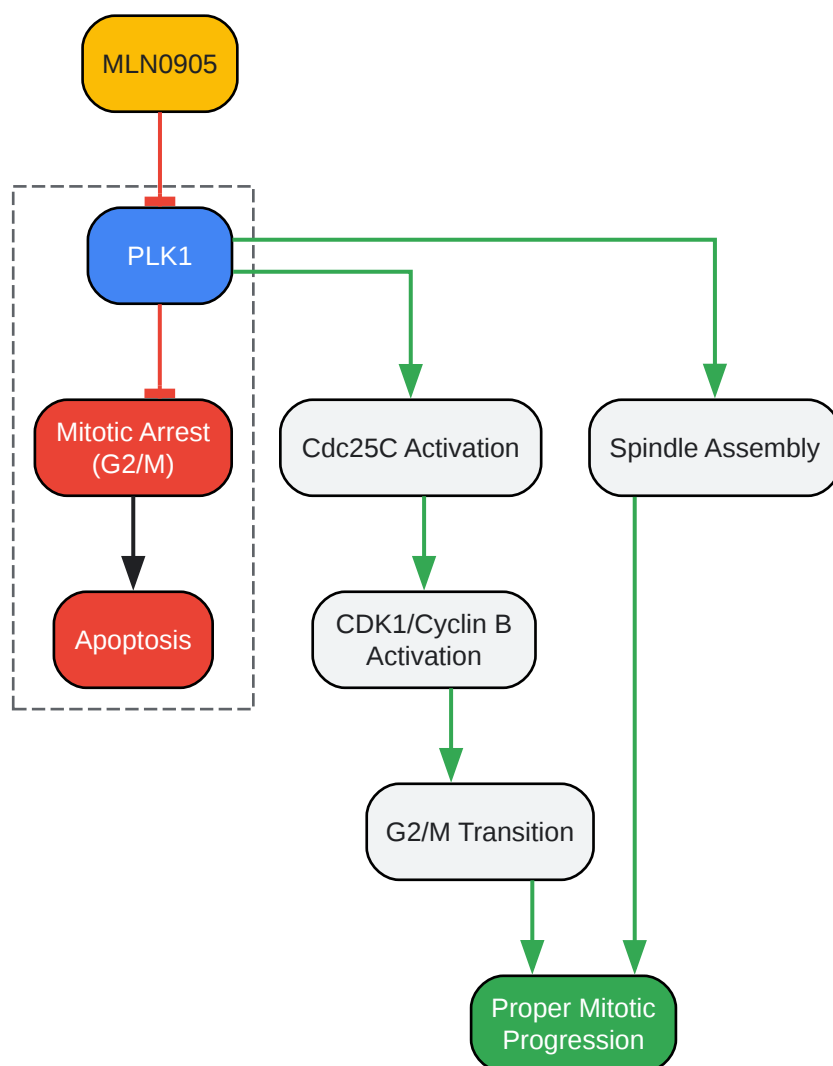 MLN0905
PLK1
Mitotic Arrest
(G2/M)
Cdc25C Activation
Spindle Assembly
Apoptosis
CDK1/Cyclin B
Activation
G2/M Transition
Proper Mitotic
Progression